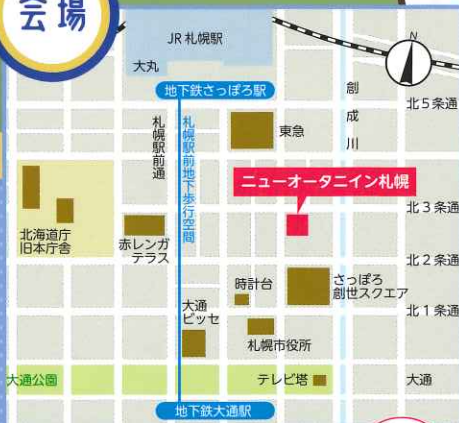 会場
N
JR 札幌駅
大丸
地下鉄さっぽろ駅
創成川
北5条通
札幌駅前通
札幌駅前地下歩行空間
東急
ニューオータニイン札幌
北3条通
北海道庁
旧本庁舎
赤レンガ
テラス
北2条通
時計台
さっぽろ
創世スクエア
大通
ビッセ
北1条通
札幌市役所
大通公園
テレビ塔
大通
地下鉄大通駅